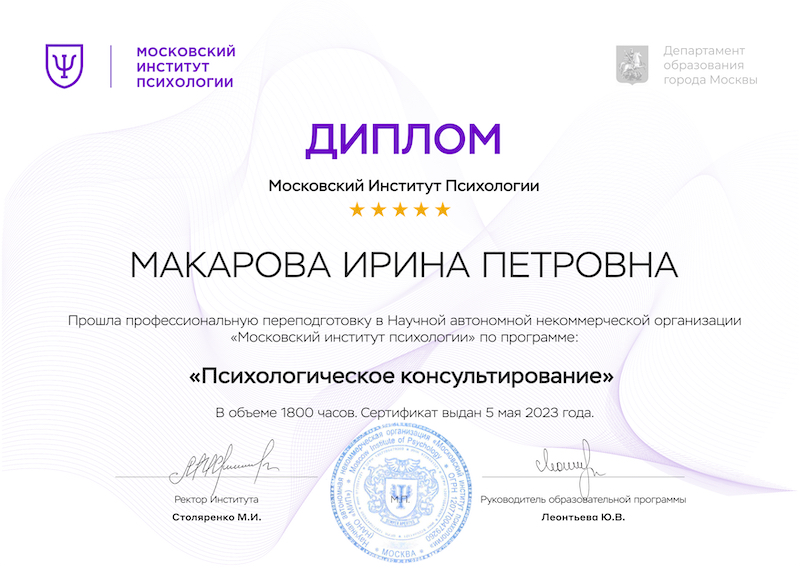 МОСКОВСКИЙ
ИНСТИТУТ
ПСИХОЛОГИИ
Департамент
образования
города Москвы
ДИПЛОМ
Московский Институт Психологии
МАКАРОВА ИРИНА ПЕТРОВНА
Прошла профессиональную переподготовку в Научной автономной некоммерческой организации
«Московский институт психологии» по программе:
«Психологическое консультирование»
В объеме 1800 часов. Сертификат выдан 5 мая 2023 года.
Научная автономная некоммерческая организация «Московский институт психологии»
(НАНО «МИП»)
Moscow Institute of Psychology
МОСКВА
М.П.
Ректор Института
Столяренко М.И.
Руководитель образовательной программы
Леонтьева Ю.В.